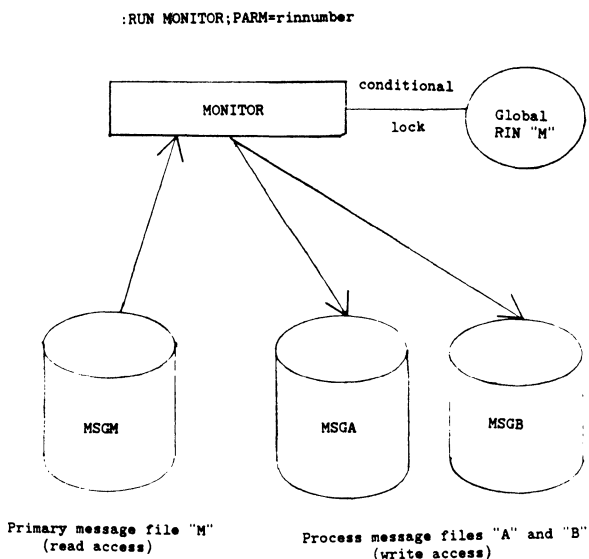 :RUN MONITOR;PARM=rinnumber
conditional
MONITOR
Global
RIN "M"
lock
MSGM
MSGA
MSGB
Primary message file "M"
(read access)
Process message files "A" and "B"
(write access)